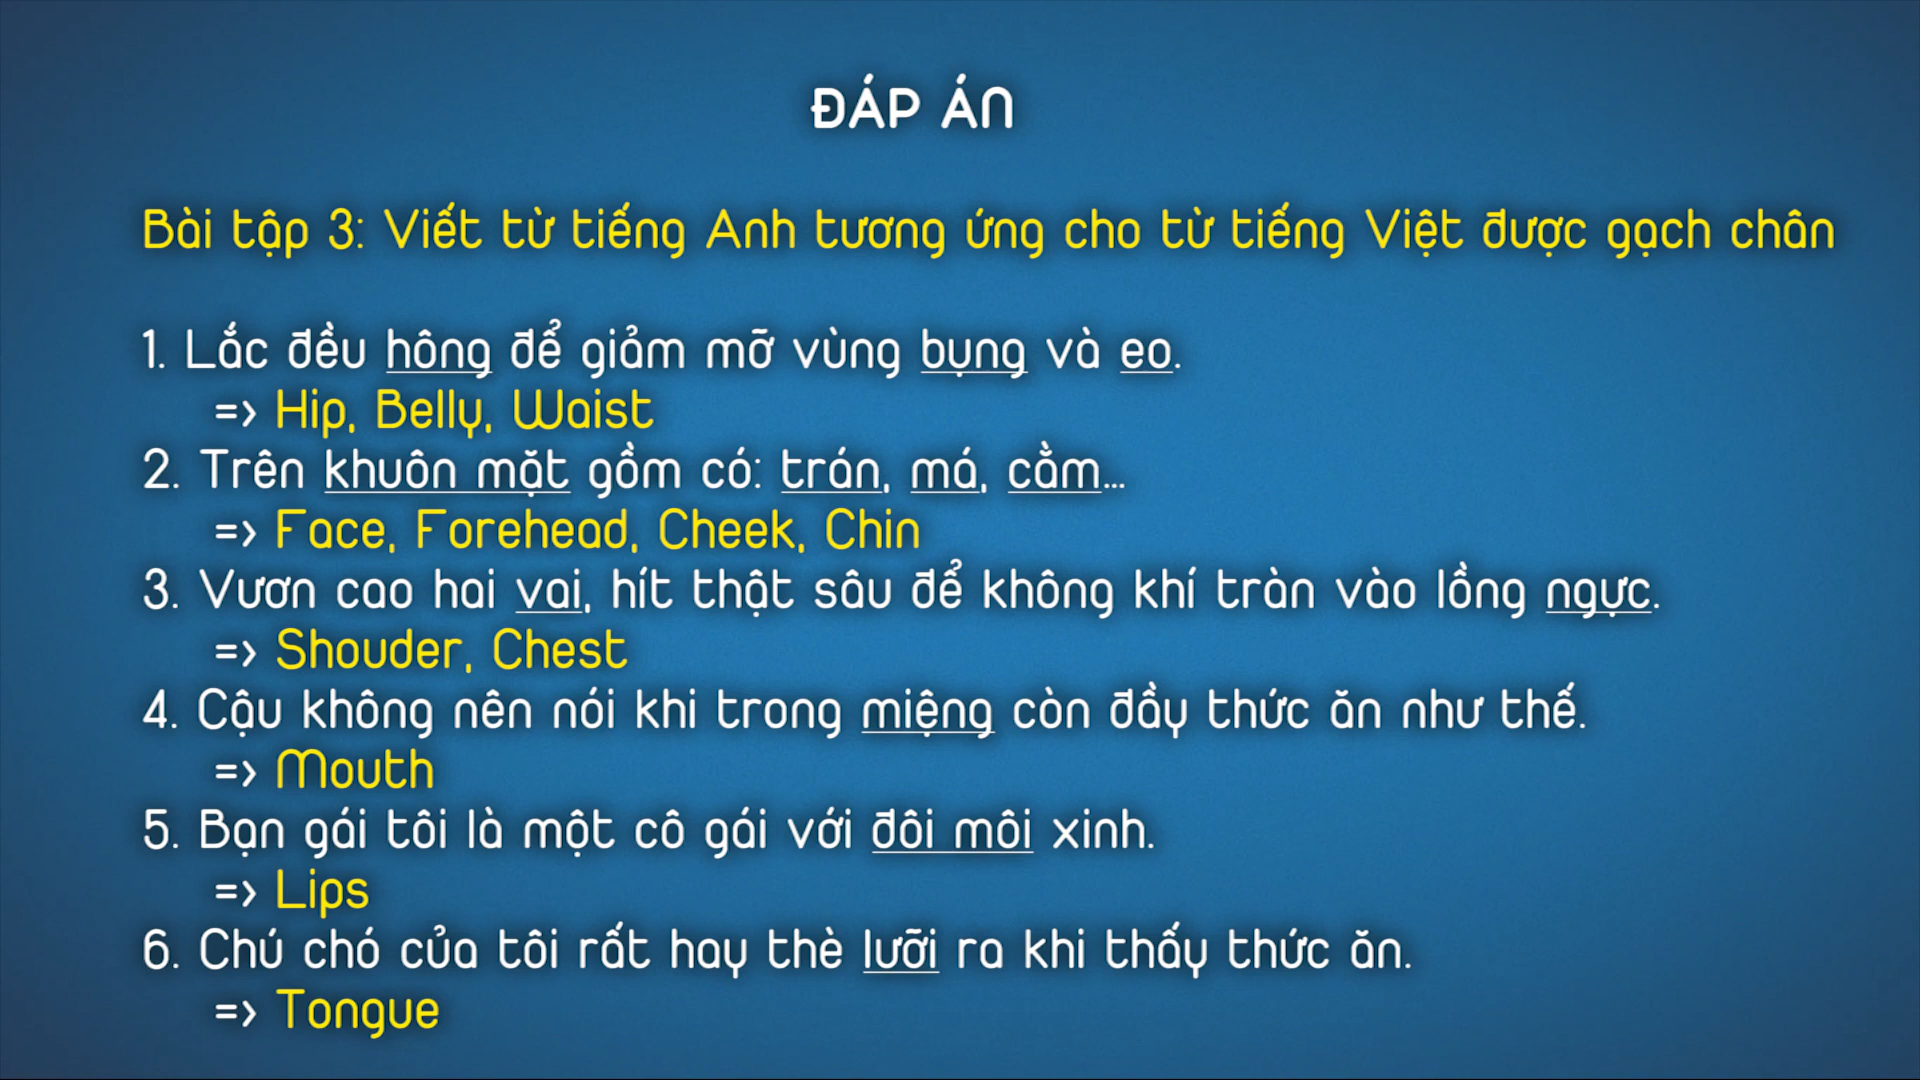 ĐÁP ÁN
Bài tập 3: Viết từ tiếng Anh tương ứng cho từ tiếng Việt được gạch chân
1. Lắc đều hông để giảm mỡ vùng bụng và eo.
=> Hip, Belly, Waist
2. Trên khuôn mặt gồm có: trán, má, cằm...
=> Face, Forehead, Cheek, Chin
3. Vươn cao hai vai, hít thật sâu để không khí tràn vào lồng ngực.
=> Shouder, Chest
4. Cậu không nên nói khi trong miệng còn đầy thức ăn như thế.
=> Mouth
5. Bạn gái tôi là một cô gái với đôi môi xinh.
=> Lips
6. Chú chó của tôi rất hay thè lưỡi ra khi thấy thức ăn.
=> Tongue